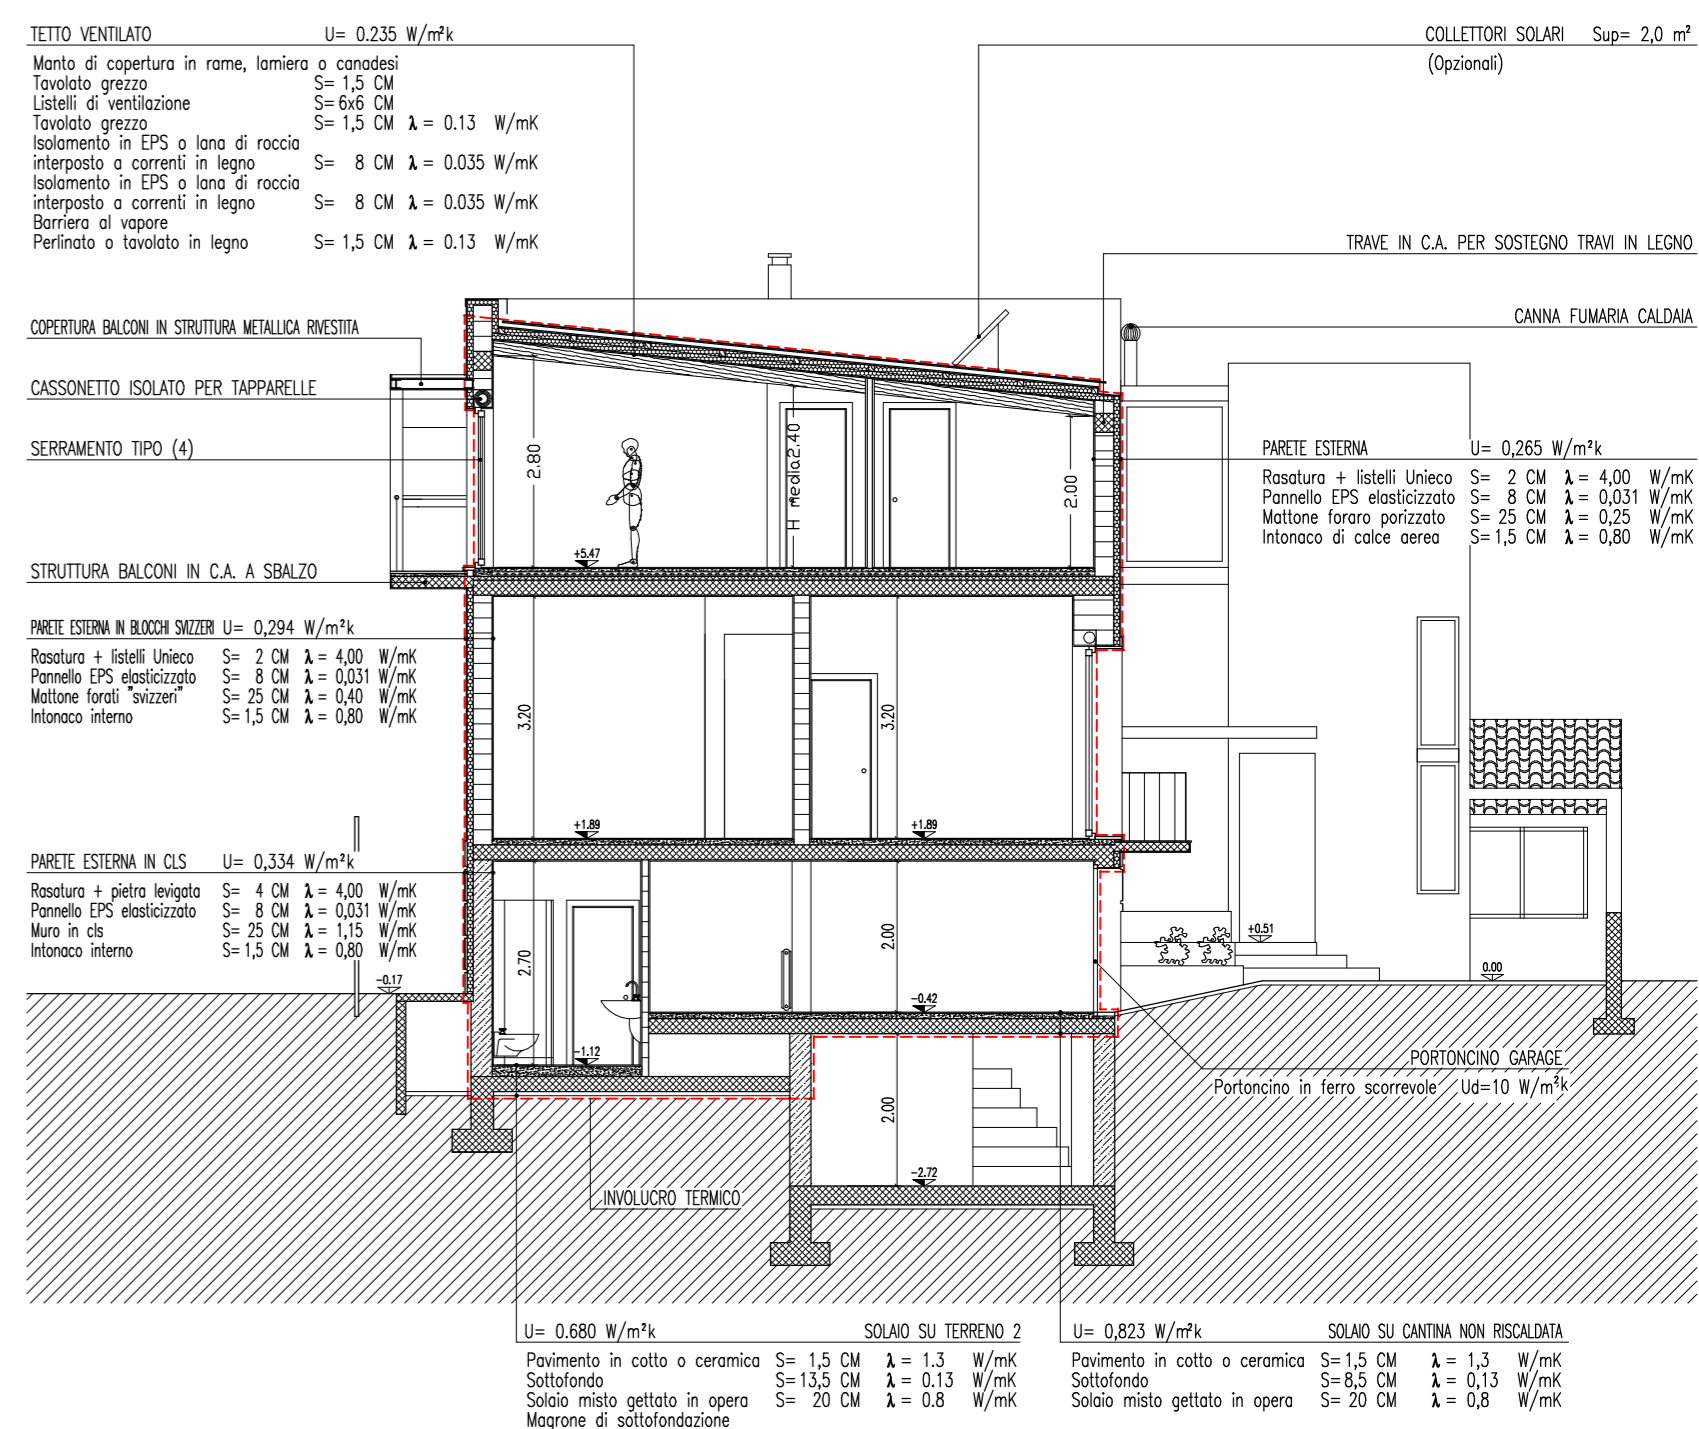 TETTO VENTILATO U= 0.235 W/m²k
Manto di copertura in rame, lamiera o canadesi
Tavolato grezzo S= 1,5 CM
Listelli di ventilazione S= 6x6 CM
Tavolato grezzo S= 1,5 CM λ = 0.13 W/mK
Isolamento in EPS o lana di roccia
interposto a correnti in legno S= 8 CM λ = 0.035 W/mK
Isolamento in EPS o lana di roccia
interposto a correnti in legno S= 8 CM λ = 0.035 W/mK
Barriera al vapore
Perlinato o tavolato in legno S= 1,5 CM λ = 0.13 W/mK
COLLETTORI SOLARI Sup= 2,0 m²
(Opzionali)
TRAVE IN C.A. PER SOSTEGNO TRAVI IN LEGNO
CANNA FUMARIA CALDAIA
COPERTURA BALCONI IN STRUTTURA METALLICA RIVESTITA
CASSONETTO ISOLATO PER TAPPARELLE
SERRAMENTO TIPO (4)
STRUTTURA BALCONI IN C.A. A SBALZO
2.80
H media2.40
2.00
+5.47
PARETE ESTERNA U= 0,265 W/m²k
Rasatura + listelli Unieco S= 2 CM λ = 4,00 W/mK
Pannello EPS elasticizzato S= 8 CM λ = 0,031 W/mK
Mattone foraro porizzato S= 25 CM λ = 0,25 W/mK
Intonaco di calce aerea S= 1,5 CM λ = 0,80 W/mK
PARETE ESTERNA IN BLOCCHI SVIZZERI U= 0,294 W/m²k
Rasatura + listelli Unieco S= 2 CM λ = 4,00 W/mK
Pannello EPS elasticizzato S= 8 CM λ = 0,031 W/mK
Mattone forati "svizzeri" S= 25 CM λ = 0,40 W/mK
Intonaco interno S= 1,5 CM λ = 0,80 W/mK
3.20
3.20
+1.89
+1.89
PARETE ESTERNA IN CLS U= 0,334 W/m²k
Rasatura + pietra levigata S= 4 CM λ = 4,00 W/mK
Pannello EPS elasticizzato S= 8 CM λ = 0,031 W/mK
Muro in cls S= 25 CM λ = 1,15 W/mK
Intonaco interno S= 1,5 CM λ = 0,80 W/mK
2.70
2.00
+0.51
0.00
-0.17
-0.42
-1.12
2.00
-2.72
PORTONCINO GARAGE
Portoncino in ferro scorrevole Ud=10 W/m²k
INVOLUCRO TERMICO
U= 0.680 W/m²k SOLAIO SU TERRENO 2
Pavimento in cotto o ceramica S= 1,5 CM λ = 1.3 W/mK
Sottofondo S= 13,5 CM λ = 0.13 W/mK
Solaio misto gettato in opera S= 20 CM λ = 0.8 W/mK
Magrone di sottofondazione
U= 0,823 W/m²k SOLAIO SU CANTINA NON RISCALDATA
Pavimento in cotto o ceramica S= 1,5 CM λ = 1,3 W/mK
Sottofondo S= 8,5 CM λ = 0,13 W/mK
Solaio misto gettato in opera S= 20 CM λ = 0,8 W/mK